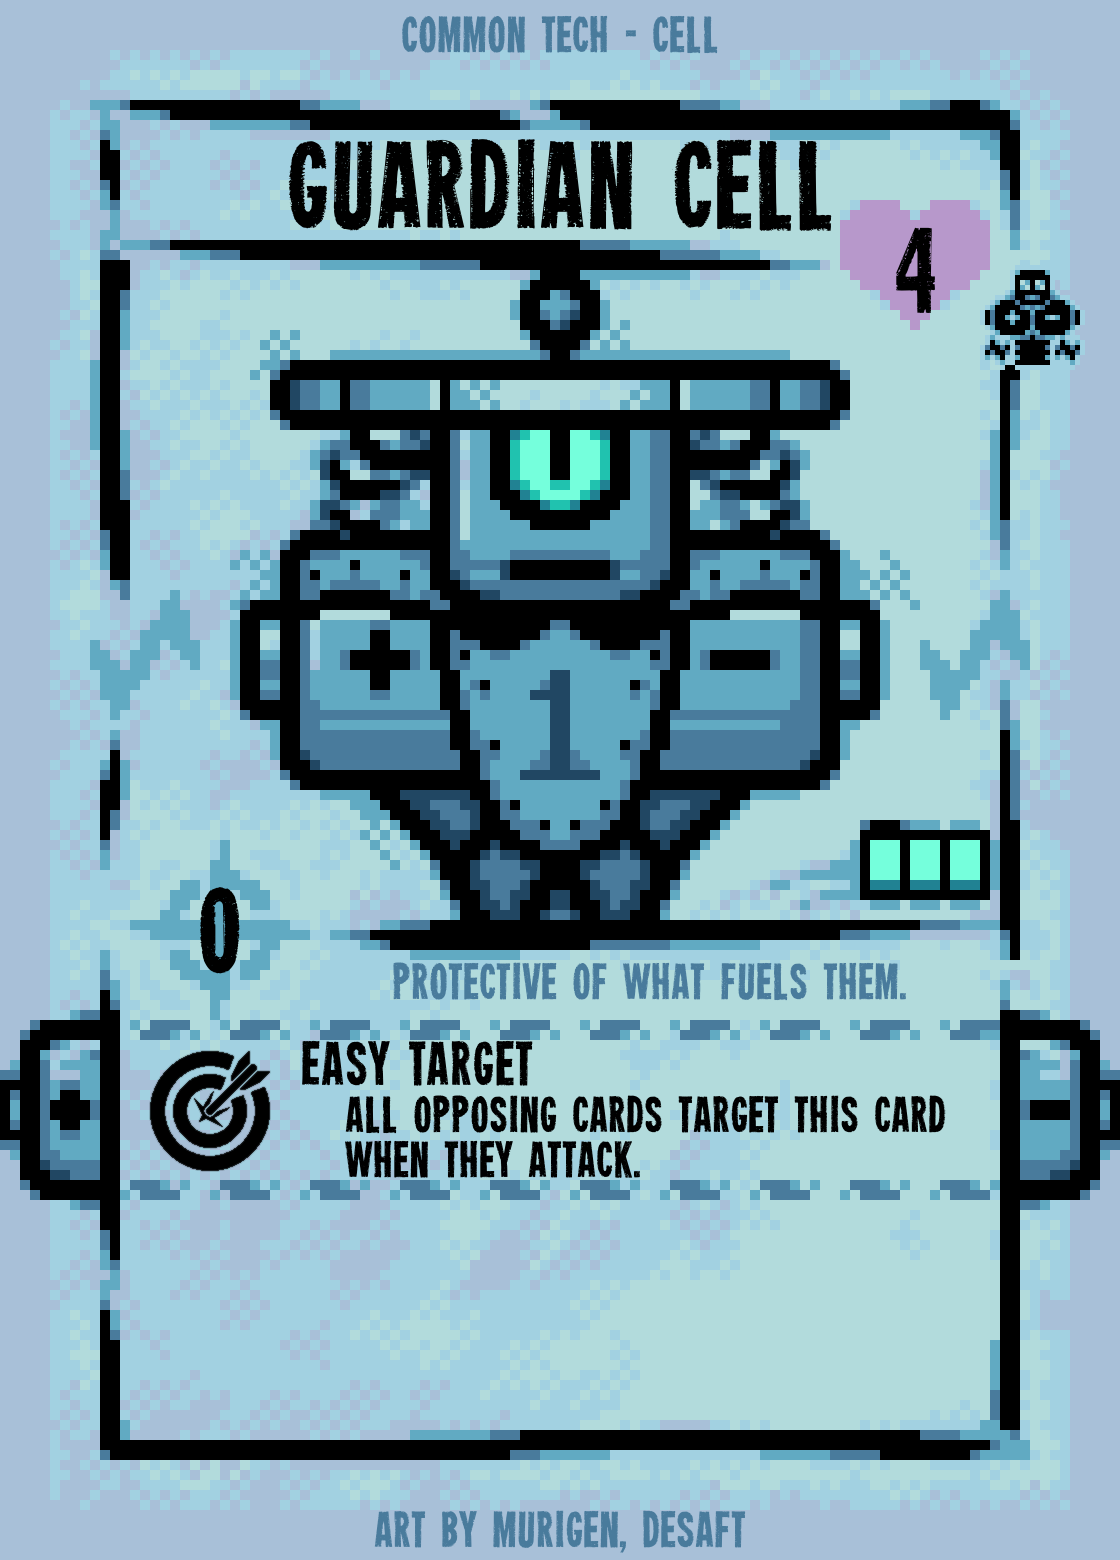 COMMON TECH - CELL
GUARDIAN CELL
4
+ -
1
0
PROTECTIVE OF WHAT FUELS THEM.
EASY TARGET
ALL OPPOSING CARDS TARGET THIS CARD
WHEN THEY ATTACK.
+ -
ART BY MURIGEN, DESAFT